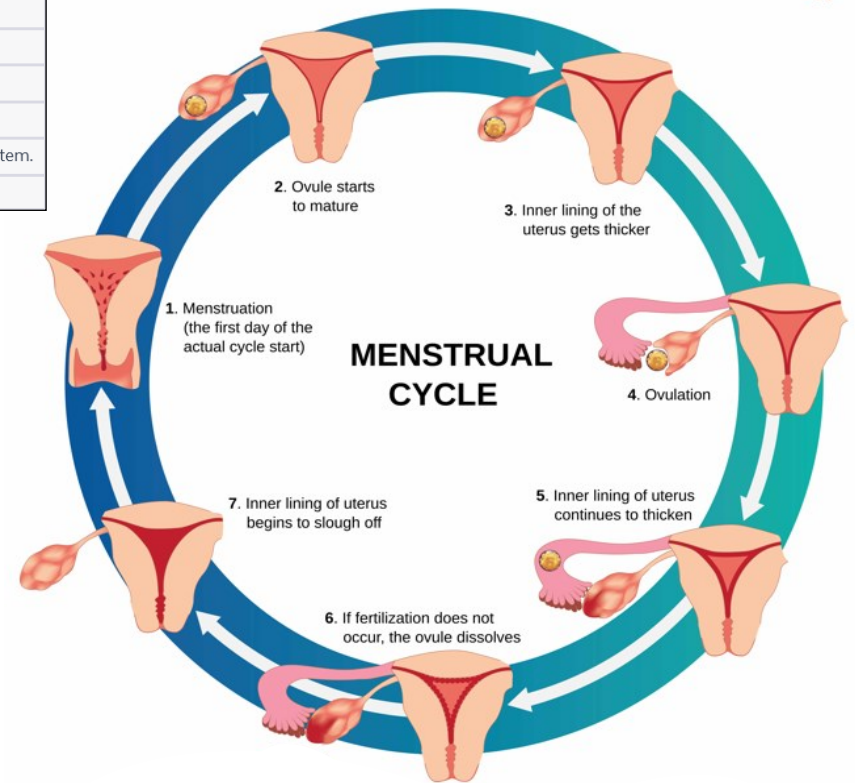 tem.
2. Ovule starts
to mature
3. Inner lining of the
uterus gets thicker
1. Menstruation
(the first day of the
actual cycle start)
MENSTRUAL
CYCLE
4. Ovulation
7. Inner lining of uterus
begins to slough off
5. Inner lining of uterus
continues to thicken
6. If fertilization does not
occur, the ovule dissolves